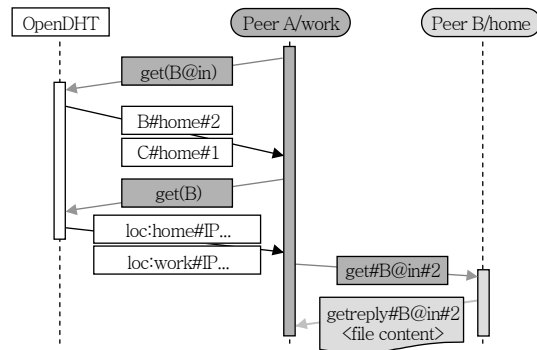 OpenDHT
Peer A/work
Peer B/home
get(B@in)
B#home#2
C#home#1
get(B)
loc:home#IP...
loc:work#IP...
get#B@in#2
getreply#B@in#2
<file content>